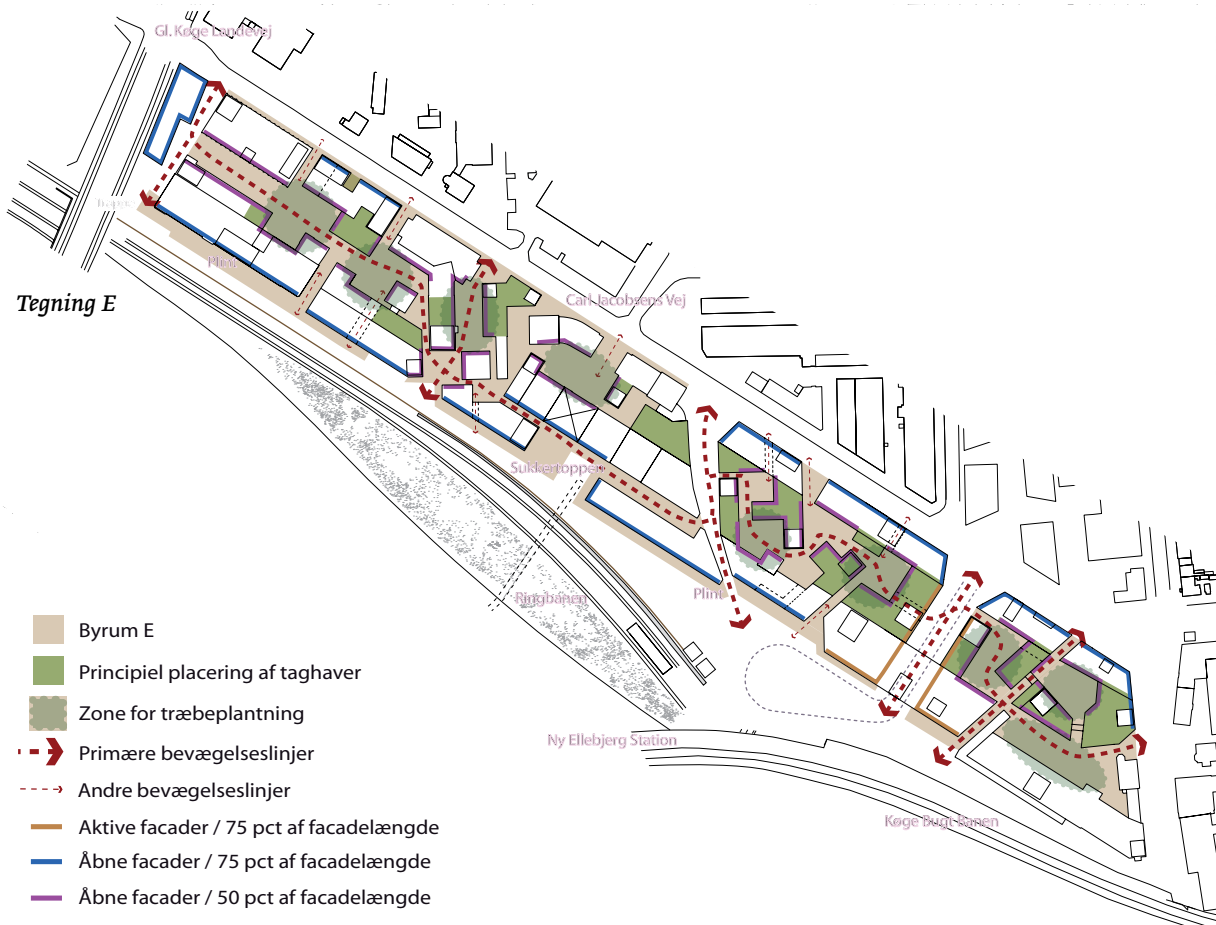 Gl. Køge Landevej
Trappe
Plint
Tegning E
Carl Jacobsens Vej
Sukkertoppen
Ringbanen
Plint
Ny Ellebjerg Station
Køge Bugt Banen
Byrum E
Principiel placering af taghaver
Zone for træbeplantning
Primære bevægelseslinjer
Andre bevægelseslinjer
Aktive facader / 75 pct af facadelængde
Åbne facader / 75 pct af facadelængde
Åbne facader / 50 pct af facadelængde